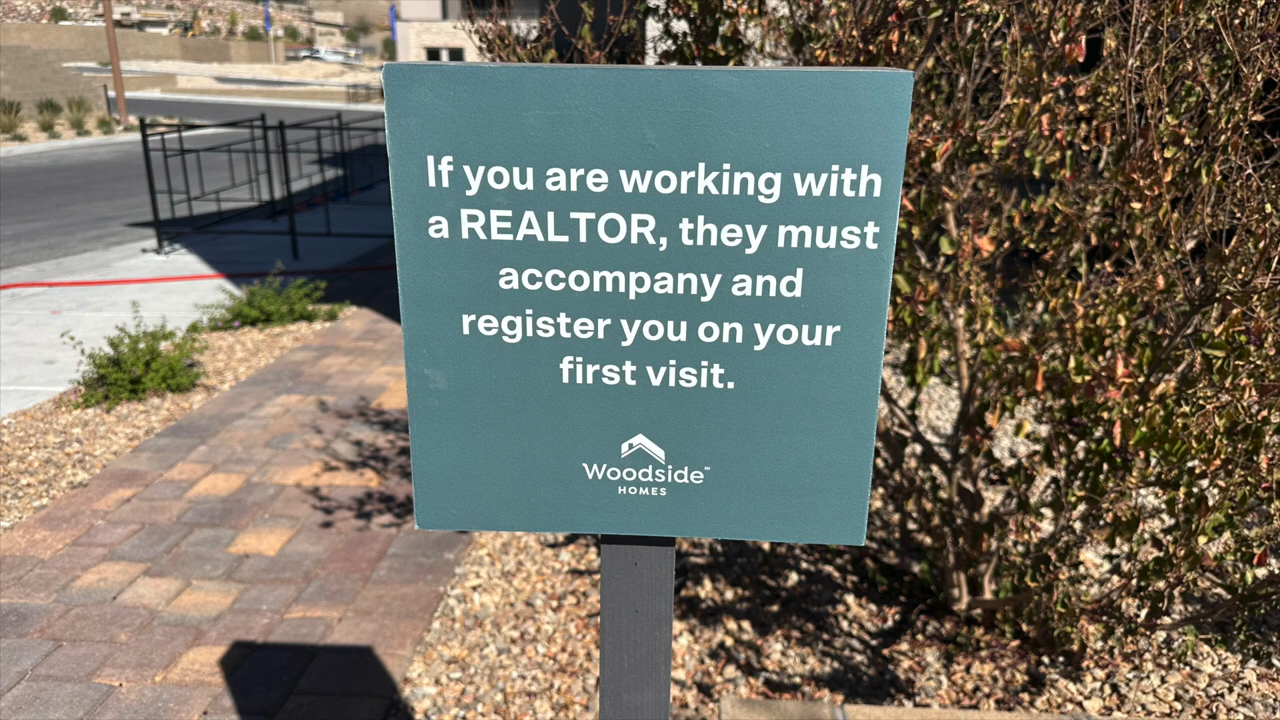 If you are working with
a REALTOR, they must
accompany and
register you on your
first visit.
Woodside™
HOMES